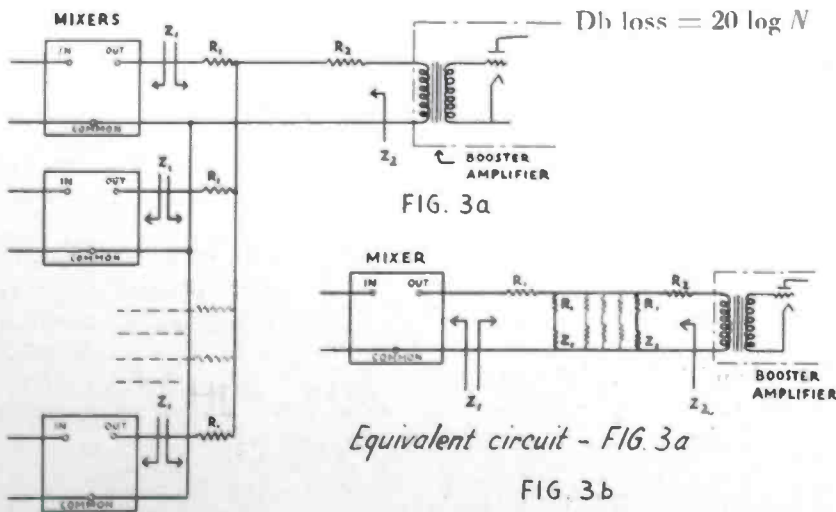 Db loss = 20 log N
MIXERS
IN OUT
COMMON
Z₁
R₁
R₂
Z₂
BOOSTER
AMPLIFIER
FIG. 3a
IN OUT
COMMON
Z₁
R₁
IN OUT
COMMON
Z₁
R₁
MIXER
IN OUT
COMMON
Z₁
R₁
R₁
Z₁
R₁
Z₁
R₂
Z₂
BOOSTER
AMPLIFIER
Equivalent circuit - FIG. 3a
FIG. 3b